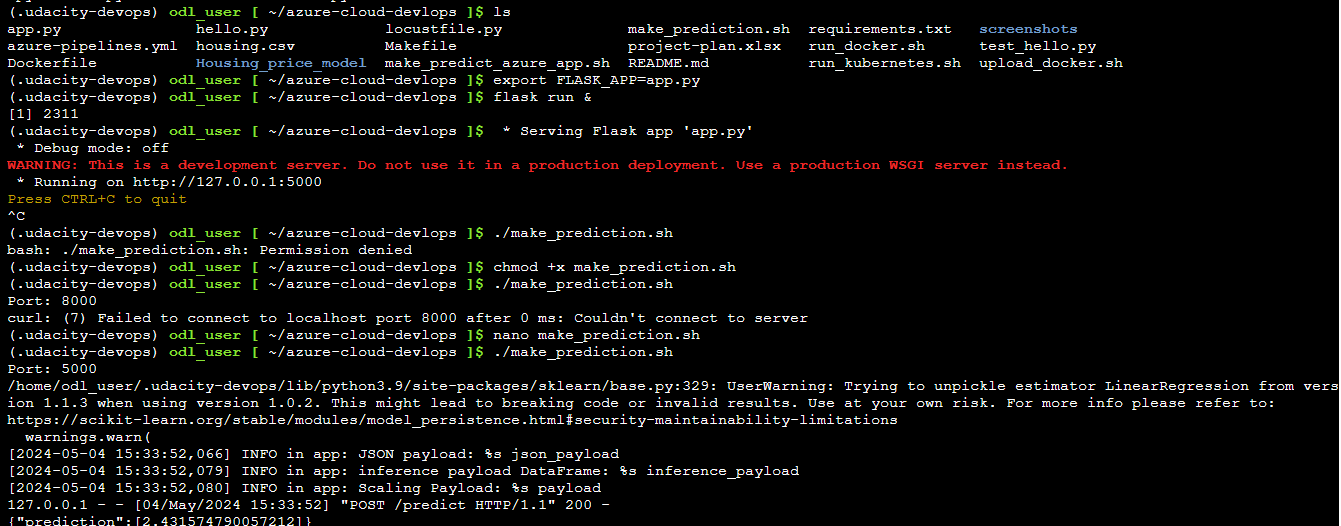 (.udacity-devops) odl_user [ ~/azure-cloud-devlops ]$ ls
app.py hello.py locustfile.py make_prediction.sh requirements.txt screenshots
azure-pipelines.yml housing.csv Makefile project-plan.xlsx run_docker.sh test_hello.py
Dockerfile Housing_price_model make_predict_azure_app.sh README.md run_kubernetes.sh upload_docker.sh
(.udacity-devops) odl_user [ ~/azure-cloud-devlops ]$ export FLASK_APP=app.py
(.udacity-devops) odl_user [ ~/azure-cloud-devlops ]$ flask run &
[1] 2311
(.udacity-devops) odl_user [ ~/azure-cloud-devlops ]$  * Serving Flask app 'app.py'
 * Debug mode: off
WARNING: This is a development server. Do not use it in a production deployment. Use a production WSGI server instead.
 * Running on http://127.0.0.1:5000
Press CTRL+C to quit
^C
(.udacity-devops) odl_user [ ~/azure-cloud-devlops ]$ ./make_prediction.sh
bash: ./make_prediction.sh: Permission denied
(.udacity-devops) odl_user [ ~/azure-cloud-devlops ]$ chmod +x make_prediction.sh
(.udacity-devops) odl_user [ ~/azure-cloud-devlops ]$ ./make_prediction.sh
Port: 8000
curl: (7) Failed to connect to localhost port 8000 after 0 ms: Couldn't connect to server
(.udacity-devops) odl_user [ ~/azure-cloud-devlops ]$ nano make_prediction.sh
(.udacity-devops) odl_user [ ~/azure-cloud-devlops ]$ ./make_prediction.sh
Port: 5000
/home/odl_user/.udacity-devops/lib/python3.9/site-packages/sklearn/base.py:329: UserWarning: Trying to unpickle estimator LinearRegression from vers
ion 1.1.3 when using version 1.0.2. This might lead to breaking code or invalid results. Use at your own risk. For more info please refer to:
https://scikit-learn.org/stable/modules/model_persistence.html#security-maintainability-limitations
  warnings.warn(
[2024-05-04 15:33:52,066] INFO in app: JSON payload: %s json_payload
[2024-05-04 15:33:52,079] INFO in app: inference payload DataFrame: %s inference_payload
[2024-05-04 15:33:52,080] INFO in app: Scaling Payload: %s payload
127.0.0.1 - - [04/May/2024 15:33:52] "POST /predict HTTP/1.1" 200 -
{"prediction":[2.431574790057212]}